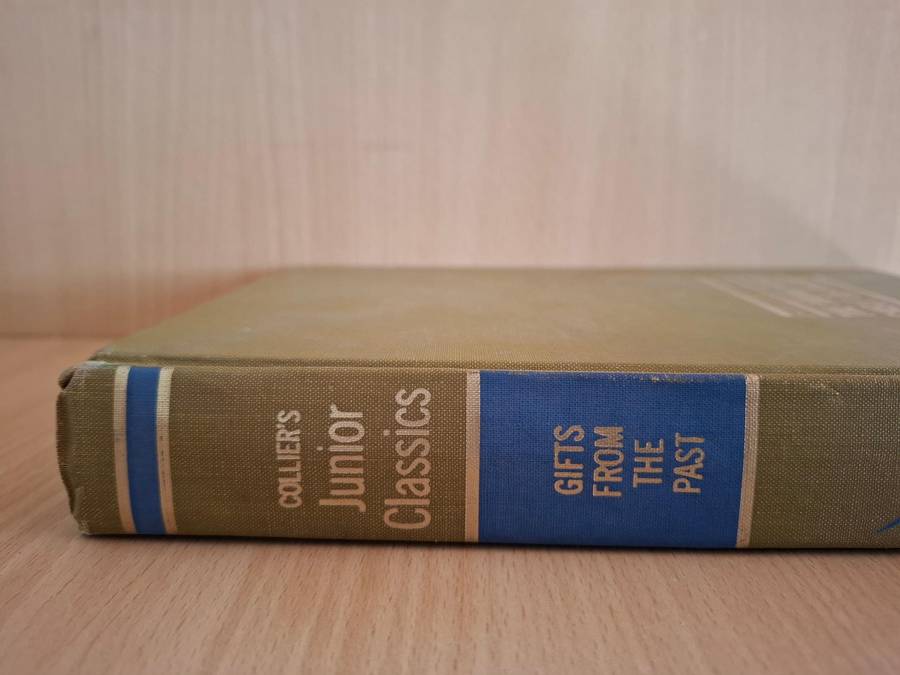 COLLIER'S
Junior
Classics
GIFTS
FROM
THE
PAST